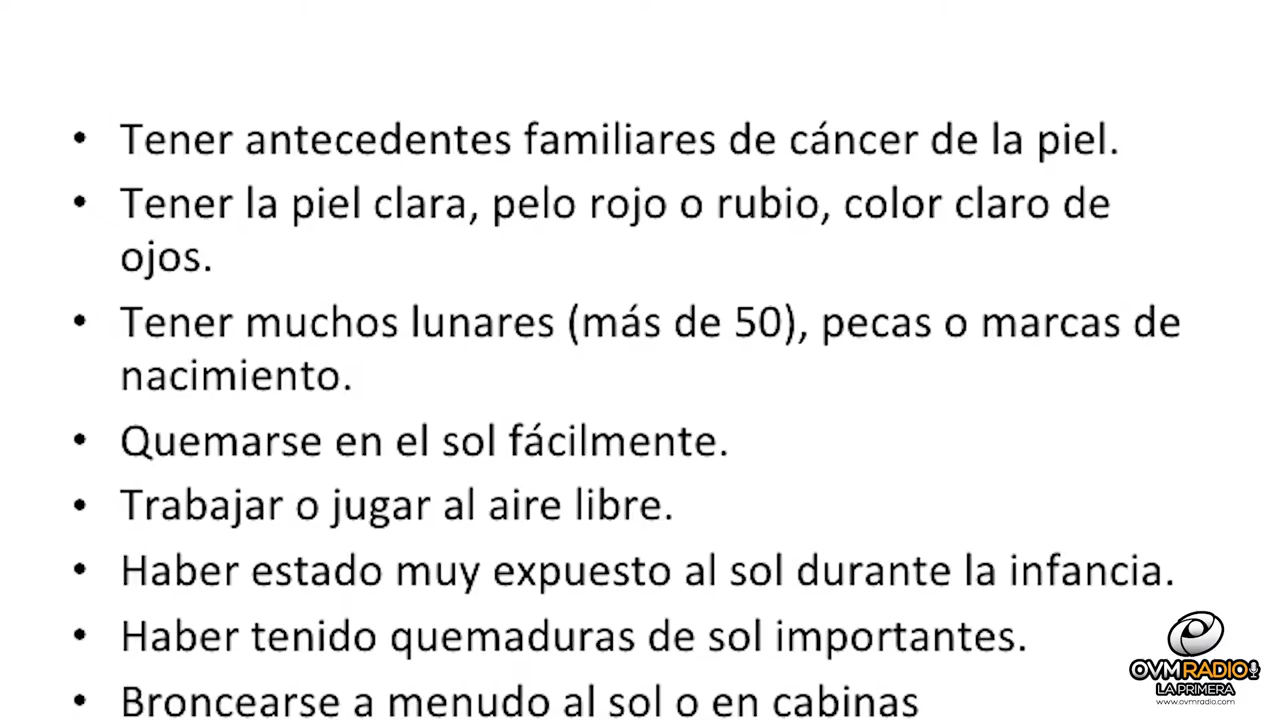 • Tener antecedentes familiares de cáncer de la piel.
• Tener la piel clara, pelo rojo o rubio, color claro de
ojos.
• Tener muchos lunares (más de 50), pecas o marcas de
nacimiento.
• Quemarse en el sol fácilmente.
• Trabajar o jugar al aire libre.
• Haber estado muy expuesto al sol durante la infancia.
• Haber tenido quemaduras de sol importantes.
• Broncearse a menudo al sol o en cabinas
OVMRADIO
LA PRIMERA
www.ovmradio.com